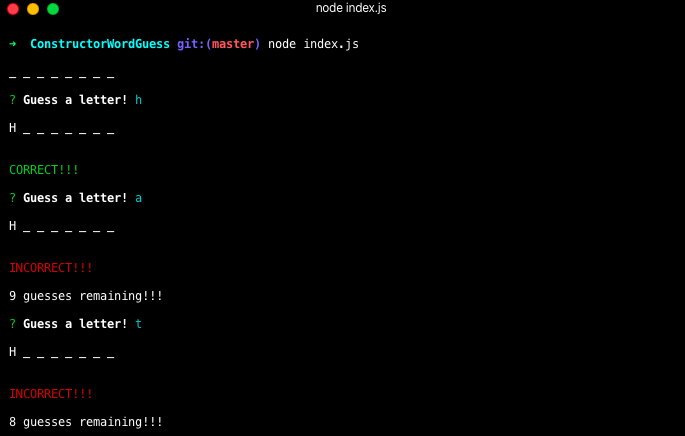 node index.js
➜ ConstructorWordGuess git:(master) node index.js
_ _ _ _ _ _ _ _
? Guess a letter! h
H _ _ _ _ _ _ _
CORRECT!!!
? Guess a letter! a
H _ _ _ _ _ _ _
INCORRECT!!!
9 guesses remaining!!!
? Guess a letter! t
H _ _ _ _ _ _ _
INCORRECT!!!
8 guesses remaining!!!